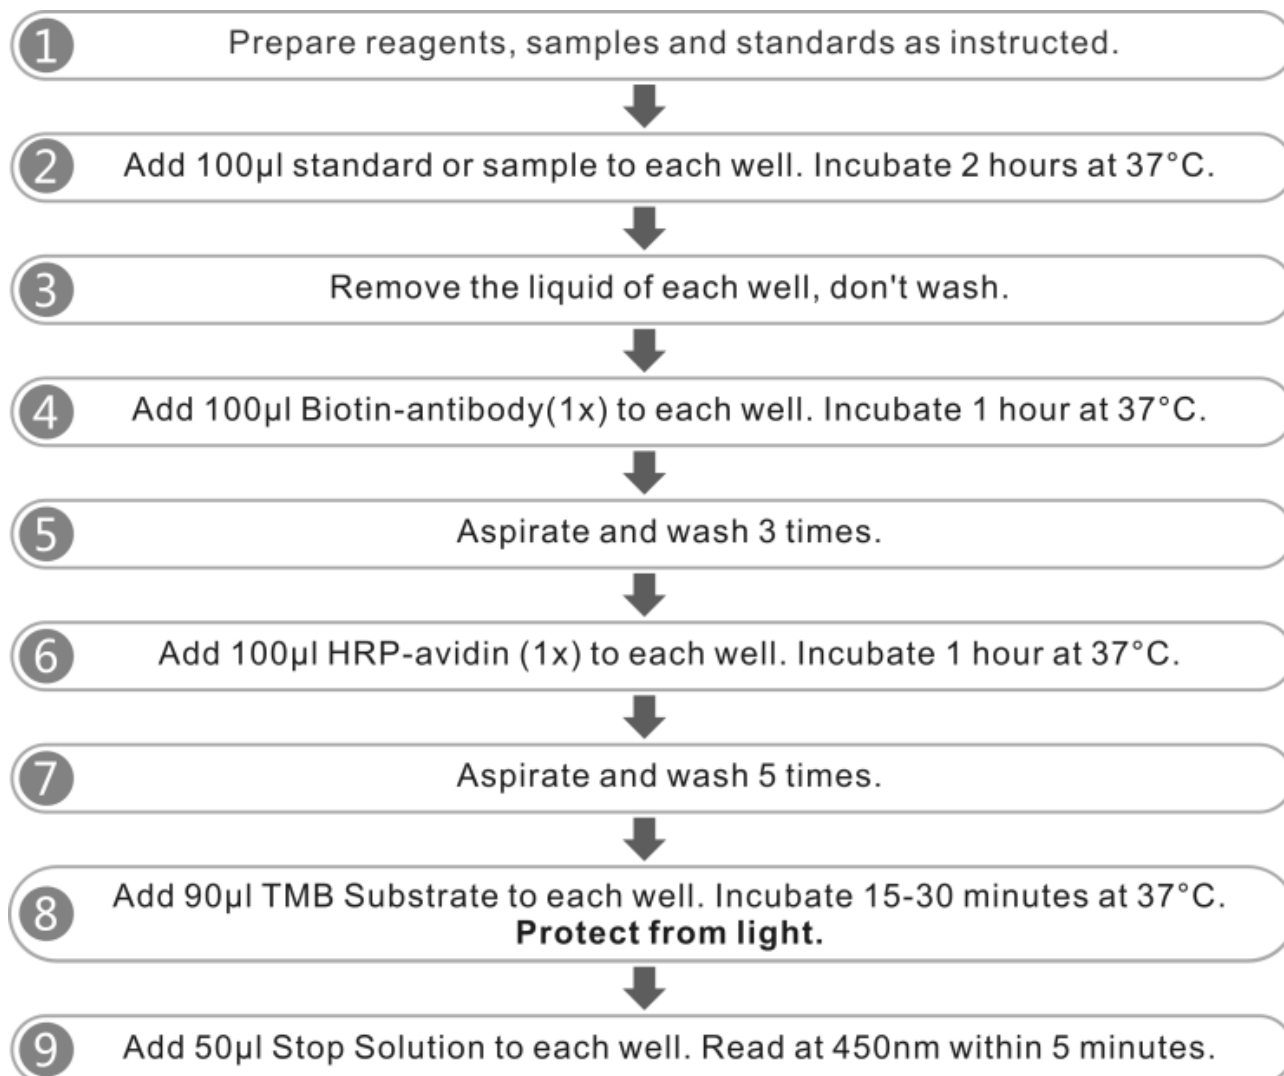 1 Prepare reagents, samples and standards as instructed.
2 Add 100µl standard or sample to each well. Incubate 2 hours at 37°C.
3 Remove the liquid of each well, don't wash.
4 Add 100µl Biotin-antibody(1x) to each well. Incubate 1 hour at 37°C.
5 Aspirate and wash 3 times.
6 Add 100µl HRP-avidin (1x) to each well. Incubate 1 hour at 37°C.
7 Aspirate and wash 5 times.
8 Add 90µl TMB Substrate to each well. Incubate 15-30 minutes at 37°C.
Protect from light.
9 Add 50µl Stop Solution to each well. Read at 450nm within 5 minutes.